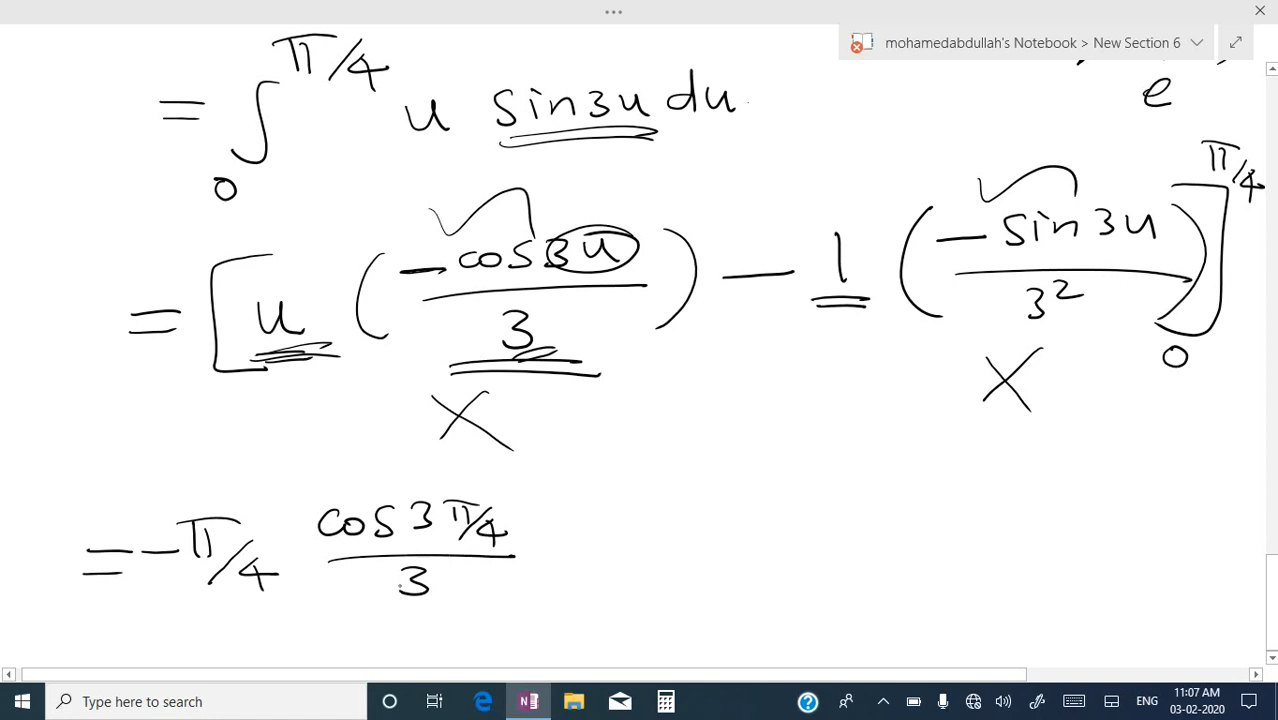 mohamedabdullah's Notebook > New Section 6
e
= ∫₀^(π/4) u sin3u du
= [u (-cos3u / 3) - 1 (-sin3u / 3²)]₀^(π/4)
X X
= -π/4 cos3π/4 / 3
Type here to search
ENG
11:07 AM
03-02-2020